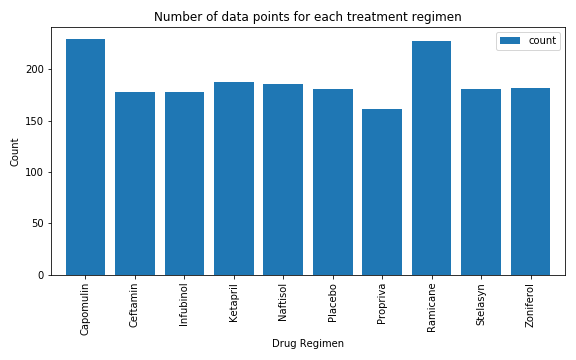 Number of data points for each treatment regimen
count
200
150
100
50
0
Count
Capomulin
Ceftamin
Infubinol
Ketapril
Naftisol
Placebo
Propriva
Ramicane
Stelasyn
Zoniferol
Drug Regimen